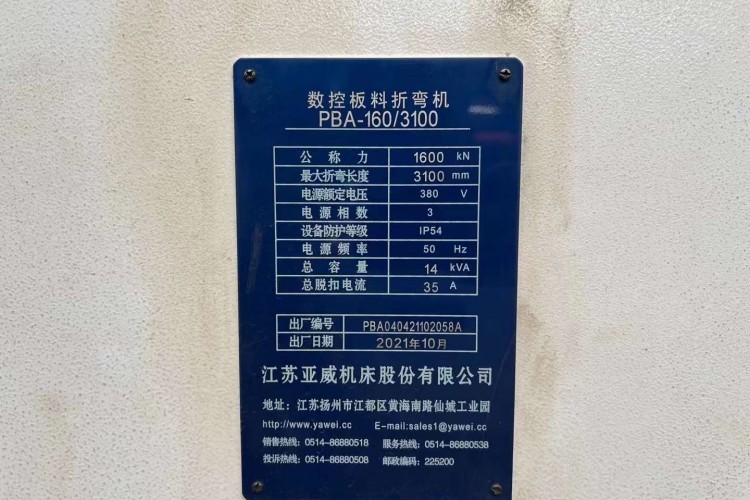 数控板料折弯机
PBA-160/3100
公称力 1600 kN
最大折弯长度 3100 mm
电源额定电压 380 V
电源相数 3
设备防护等级 IP54
电源频率 50 Hz
总容量 14 kVA
总脱扣电流 35 A
出厂编号 PBA040421102058A
出厂日期 2021年10月
江苏亚威机床股份有限公司
地址：江苏扬州市江都区黄海南路仙城工业园
http://www.yawei.cc E-mail:sales1@yawei.cc
销售热线：0514-86880518 服务热线：0514-86880538
投诉热线：0514-86880508 邮政编码：225200